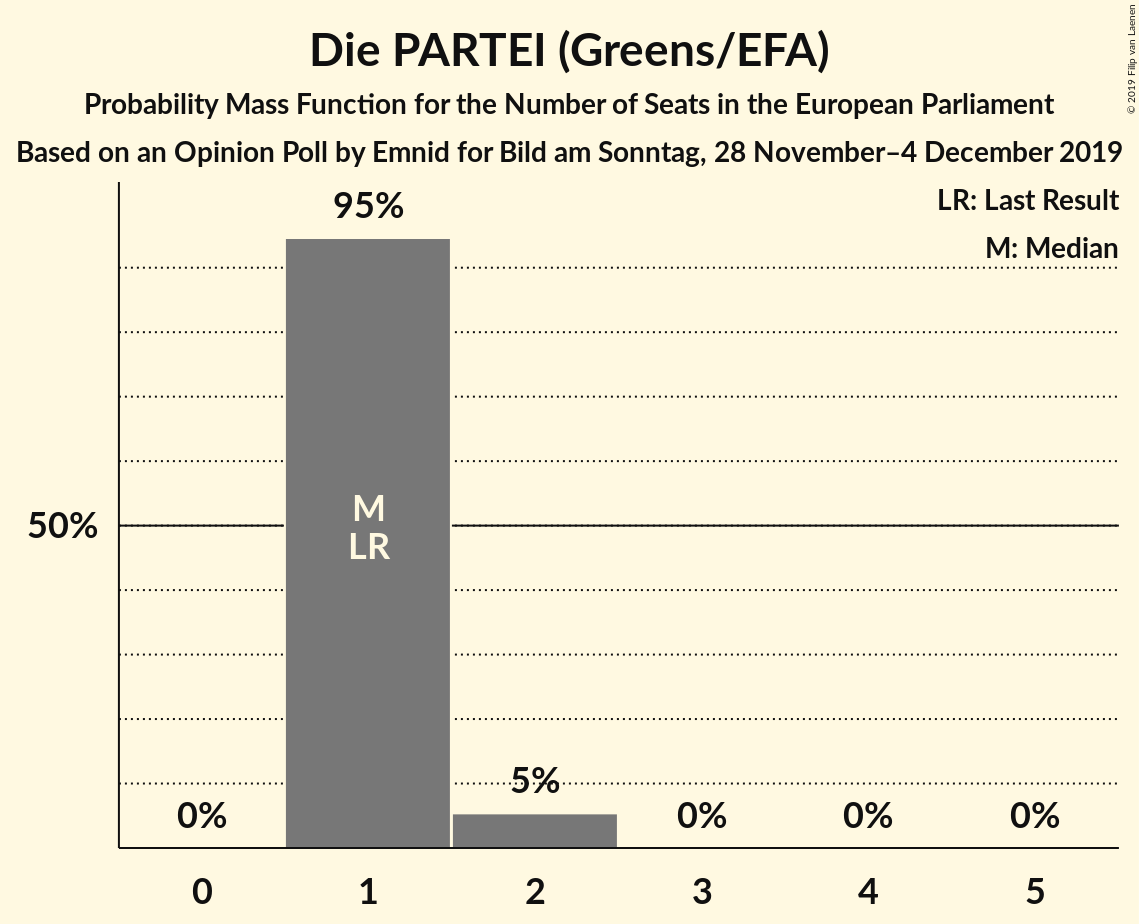 Die PARTEI (Greens/EFA)
Probability Mass Function for the Number of Seats in the European Parliament
Based on an Opinion Poll by Emnid for Bild am Sonntag, 28 November–4 December 2019
© 2019 Filip van Laenen
LR: Last Result
M: Median
95%
50%
M
LR
5%
0%
0%
0%
0%
0
1
2
3
4
5